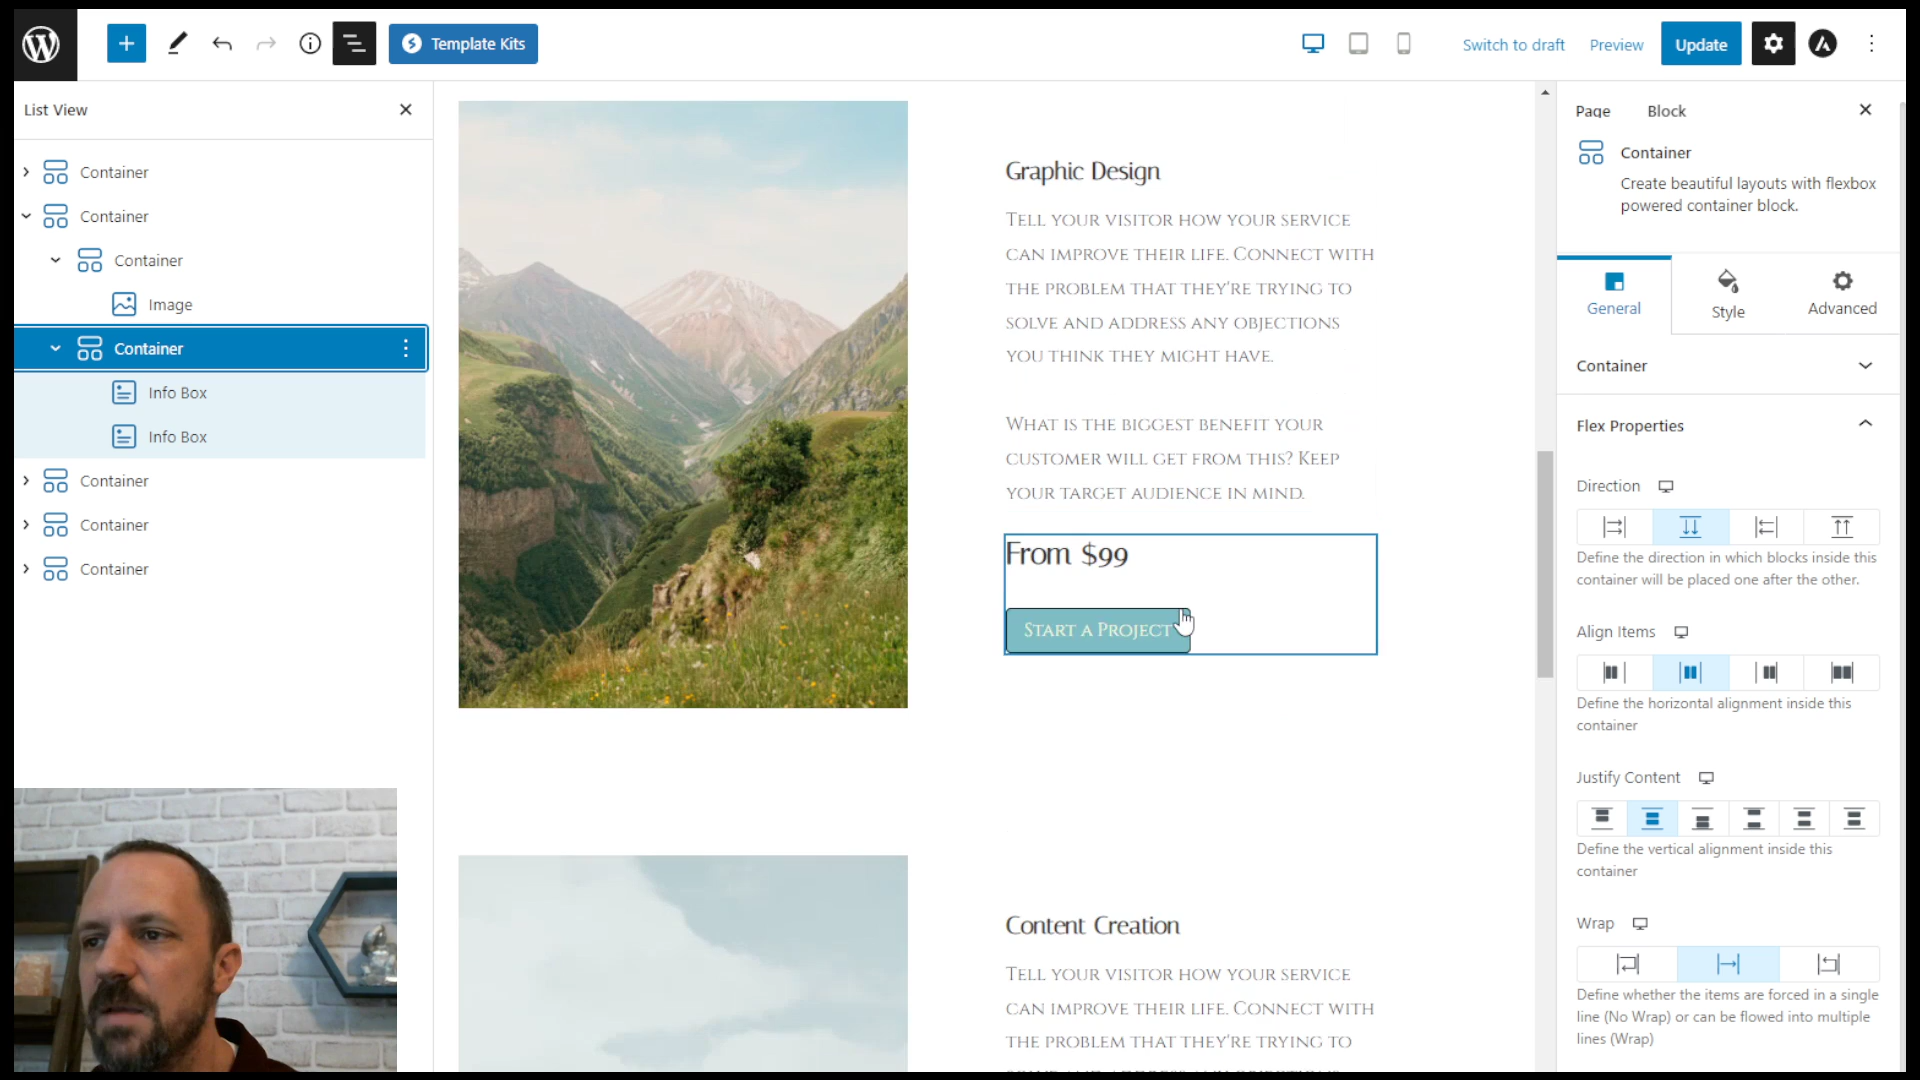 Template Kits
Switch to draft
Preview
Update
List View
Container
Container
Container
Image
Container
Info Box
Info Box
Container
Container
Container
Graphic Design
Tell your visitor how your service
can improve their life. Connect with
the problem that they're trying to
solve and address any objections
you think they might have.
What is the biggest benefit your
customer will get from this? Keep
your target audience in mind.
From $99
Start a Project
Content Creation
Tell your visitor how your service
can improve their life. Connect with
the problem that they're trying to
Page
Block
Container
Create beautiful layouts with flexbox
powered container block.
General
Style
Advanced
Container
Flex Properties
Direction
Define the direction in which blocks inside this
container will be placed one after the other.
Align Items
Define the horizontal alignment inside this
container
Justify Content
Define the vertical alignment inside this
container
Wrap
Define whether the items are forced in a single
line (No Wrap) or can be flowed into multiple
lines (Wrap)